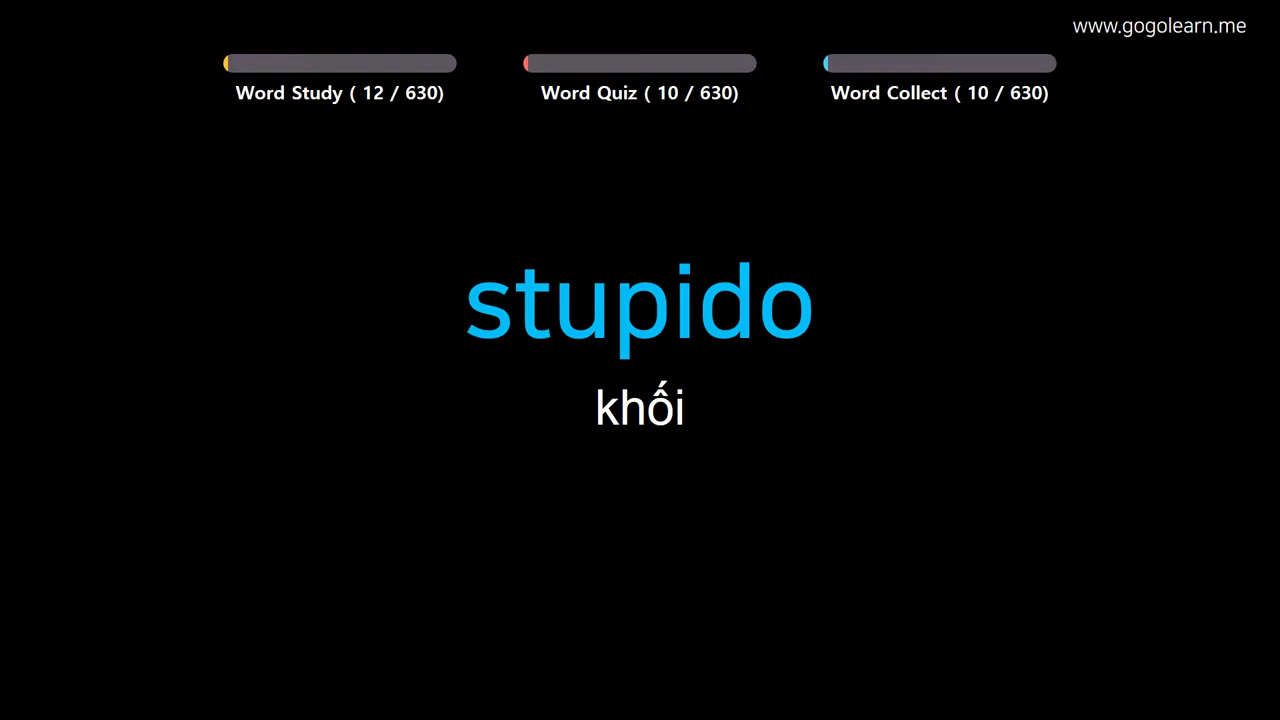 www.gogolearn.me
Word Study ( 12 / 630)
Word Quiz ( 10 / 630)
Word Collect ( 10 / 630)
stupido
khối